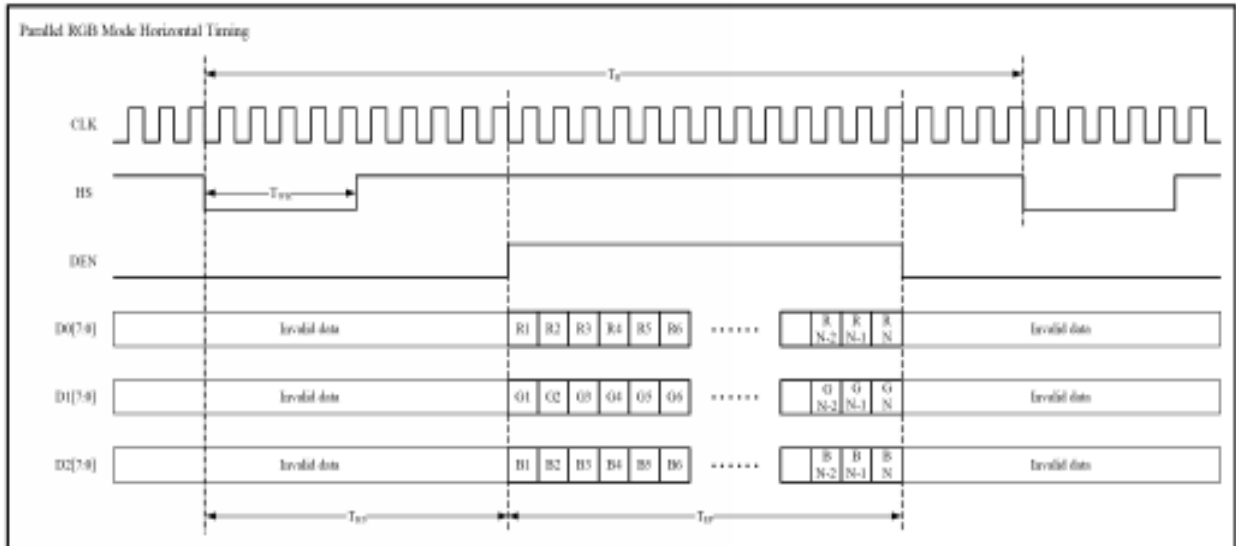 Parallel RGB Mode Horizontal Timing
CLK
HS
DEN
D0[7:0] Invalid data R1 R2 R3 R4 R5 R6 ...... R N-2 R N-1 R N Invalid data
D1[7:0] Invalid data G1 G2 G3 G4 G5 G6 ...... G N-2 G N-1 G N Invalid data
D2[7:0] Invalid data B1 B2 B3 B4 B5 B6 ...... B N-2 B N-1 B N Invalid data